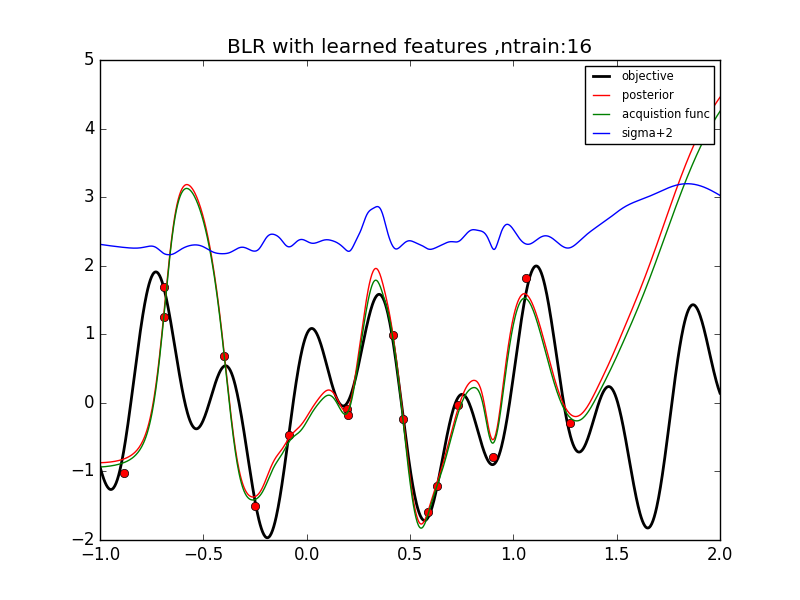 BLR with learned features ,ntrain:16
objective
posterior
acquistion func
sigma+2
5
4
3
2
1
0
−1
−2
−1.0 −0.5 0.0 0.5 1.0 1.5 2.0